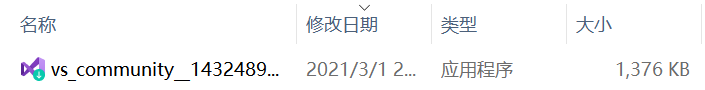 名称 修改日期 类型 大小
vs_community__1432489... 2021/3/1 2... 应用程序 1,376 KB